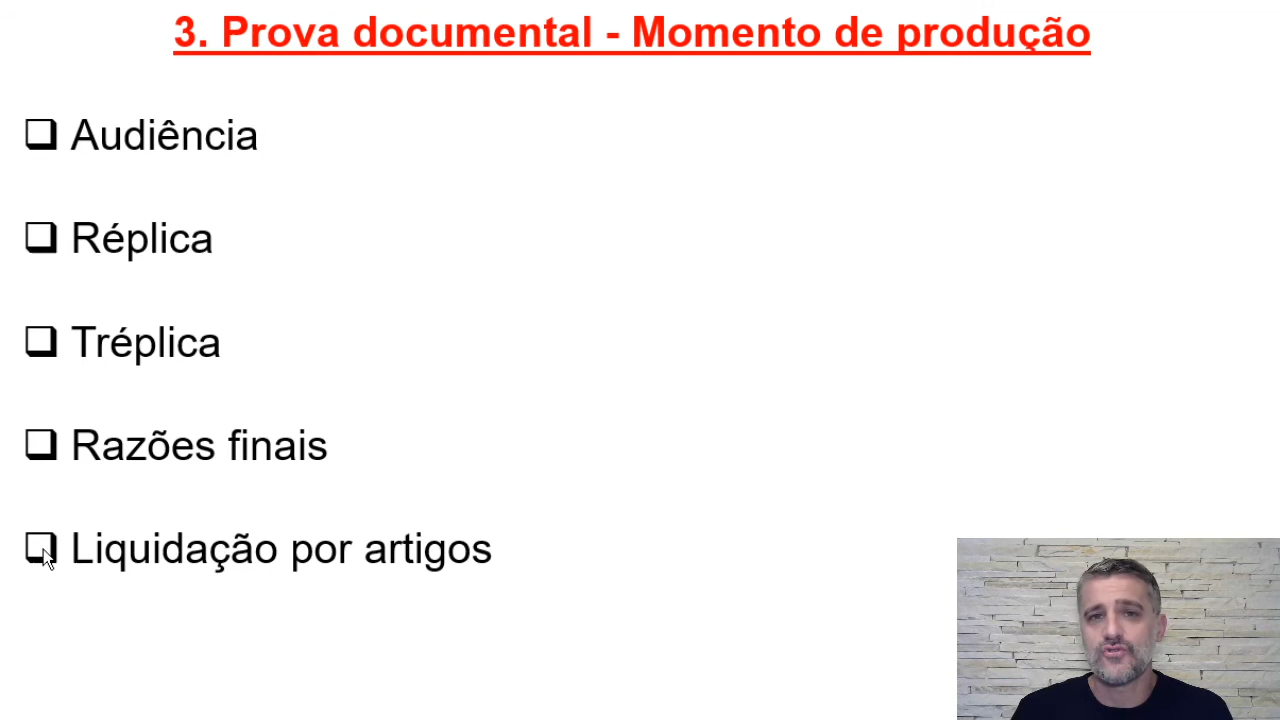 3. Prova documental - Momento de produção
Audiência
Réplica
Tréplica
Razões finais
Liquidação por artigos